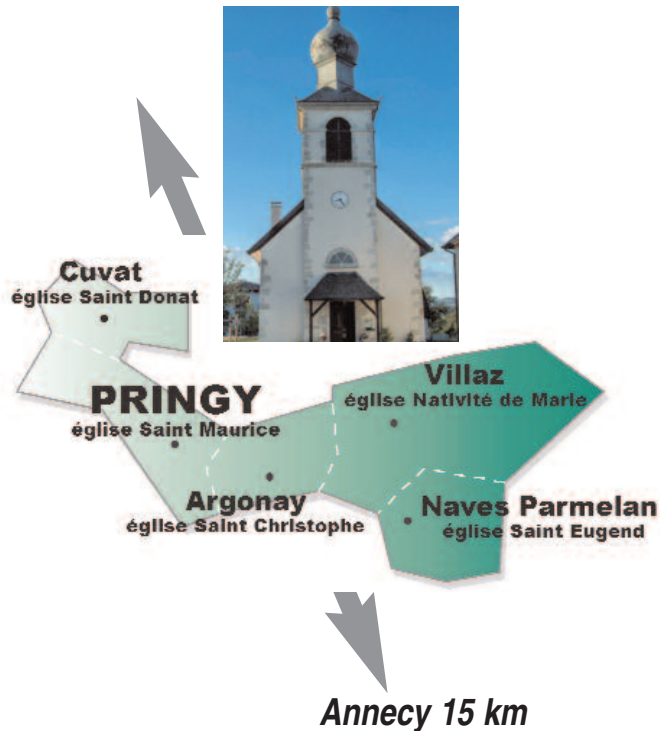 Cuvat
église Saint Donat
PRINGY
église Saint Maurice
Villaz
église Nativité de Marie
Argonay
église Saint Christophe
Naves Parmelan
église Saint Eugend
Annecy 15 km